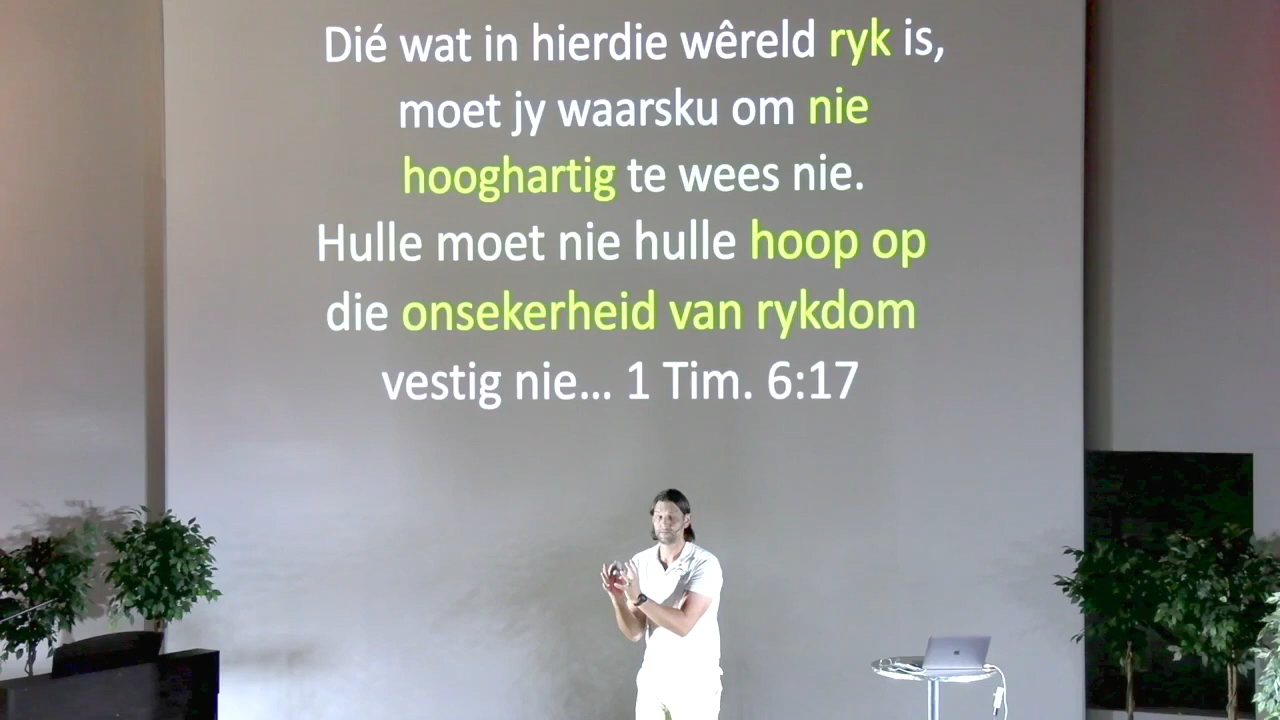 Dié wat in hierdie wêreld ryk is,
moet jy waarsku om nie
hooghartig te wees nie.
Hulle moet nie hulle hoop op
die onsekerheid van rykdom
vestig nie... 1 Tim. 6:17